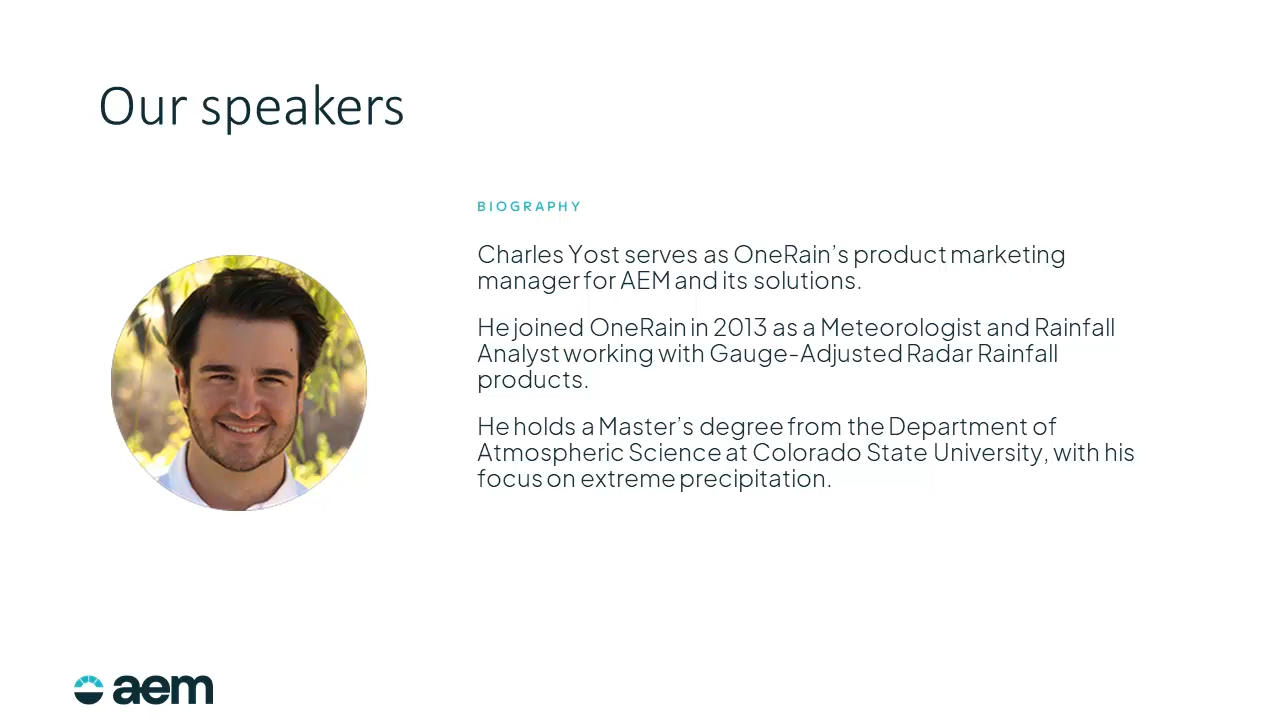 Our speakers
BIOGRAPHY
Charles Yost serves as OneRain’s product marketing
manager for AEM and its solutions.
He joined OneRain in 2013 as a Meteorologist and Rainfall
Analyst working with Gauge-Adjusted Radar Rainfall
products.
He holds a Master’s degree from the Department of
Atmospheric Science at Colorado State University, with his
focus on extreme precipitation.
aem